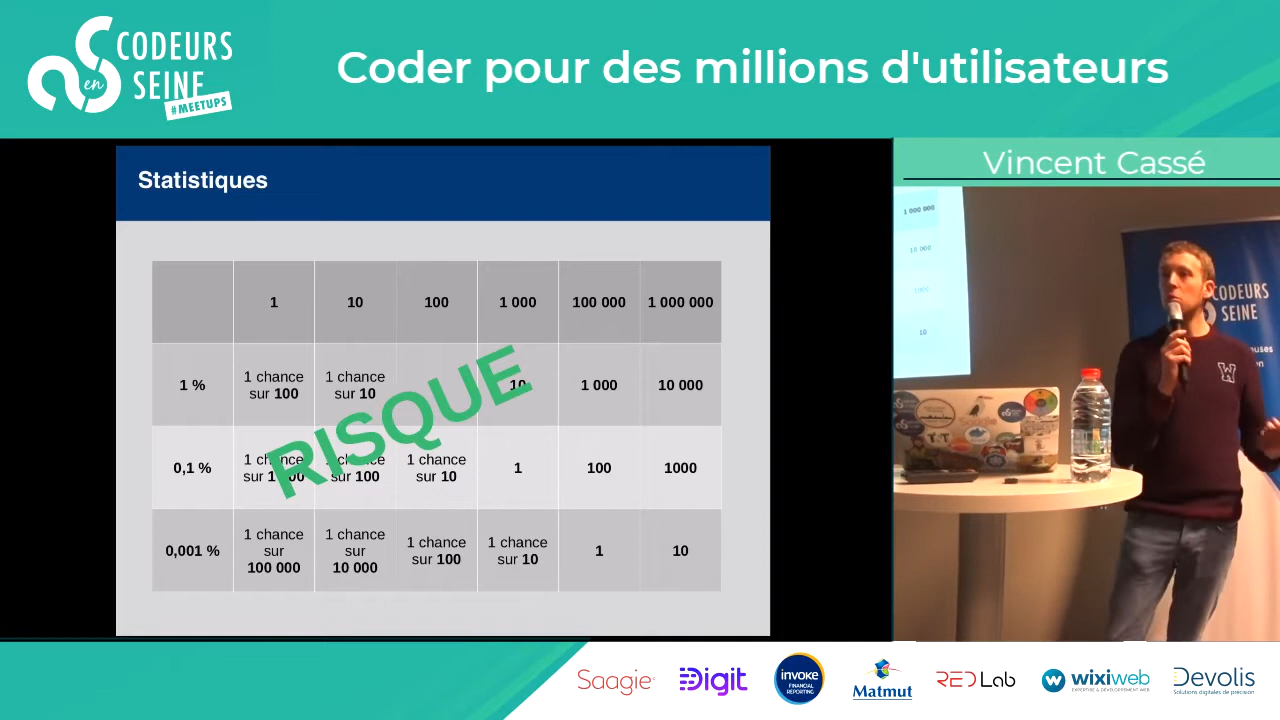 CODEURS
en
SEINE
#MEETUPS
Coder pour des millions d'utilisateurs
Statistiques
1 10 100 1 000 100 000 1 000 000
1 % 1 chance sur 100 1 chance sur 10 10 1 000 10 000
0,1 % 1 chance sur 1 000 1 chance sur 100 1 chance sur 10 1 100 1000
0,001 % 1 chance sur 100 000 1 chance sur 10 000 1 chance sur 100 1 chance sur 10 1 10
RISQUE
Vincent Cassé
1 000 000
10 000
1000
10
CODEURS
SEINE
W
Saagie
Digit
invoke
FINANCIAL
REPORTING
Matmut
RED Lab
W wixiweb
EXPERTISE & DÉVELOPPEMENT WEB
Devolis
Solutions digitales de précision